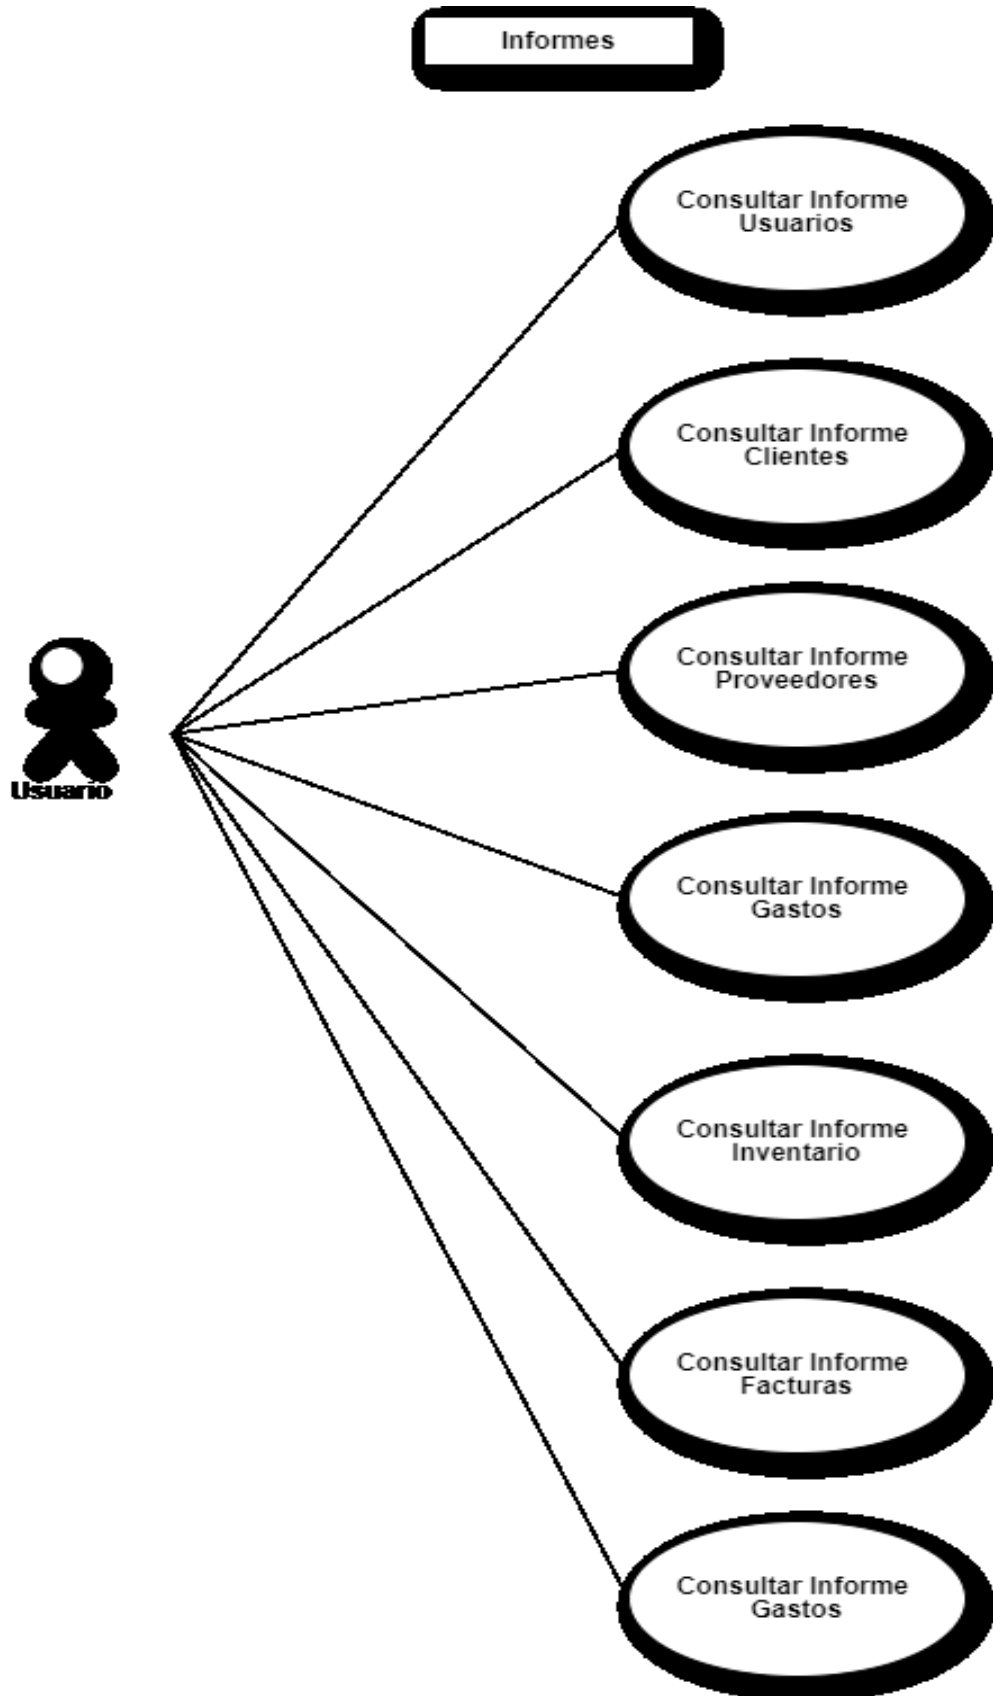 Informes
Consultar Informe
Usuarios
Consultar Informe
Clientes
Consultar Informe
Proveedores
Usuario
Consultar Informe
Gastos
Consultar Informe
Inventario
Consultar Informe
Facturas
Consultar Informe
Gastos